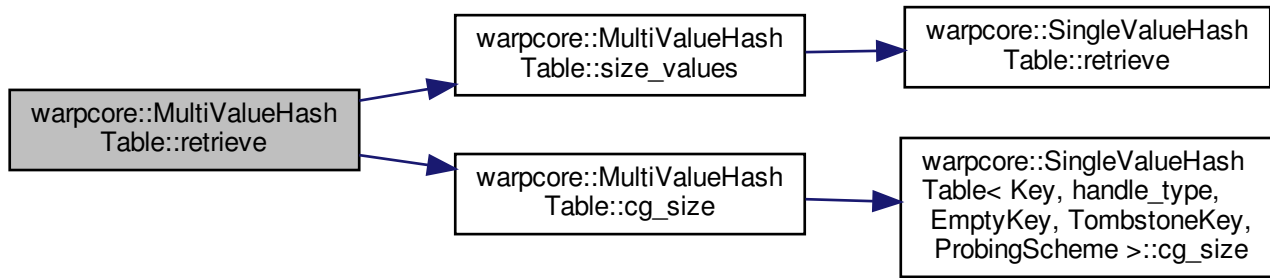 warpcore::MultiValueHash
Table::retrieve
warpcore::MultiValueHash
Table::size_values
warpcore::SingleValueHash
Table::retrieve
warpcore::MultiValueHash
Table::cg_size
warpcore::SingleValueHash
Table< Key, handle_type,
EmptyKey, TombstoneKey,
ProbingScheme >::cg_size